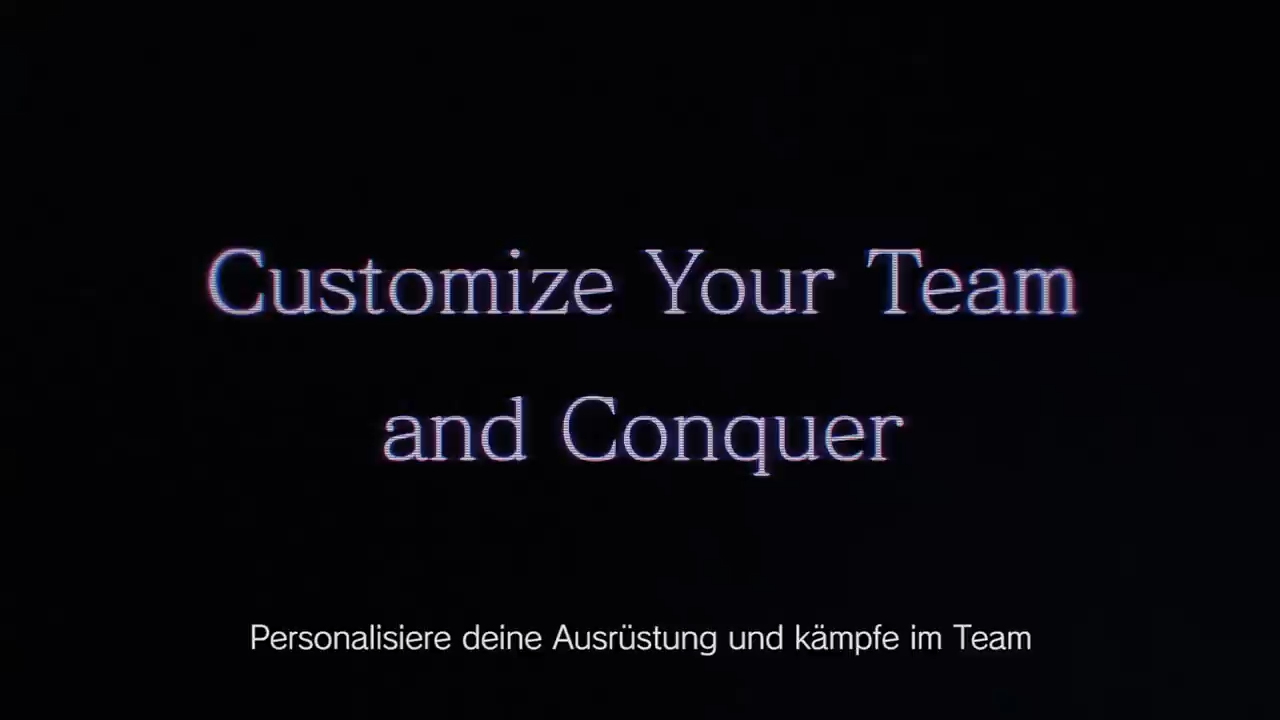 Customize Your Team
and Conquer
Personalisiere deine Ausrüstung und kämpfe im Team